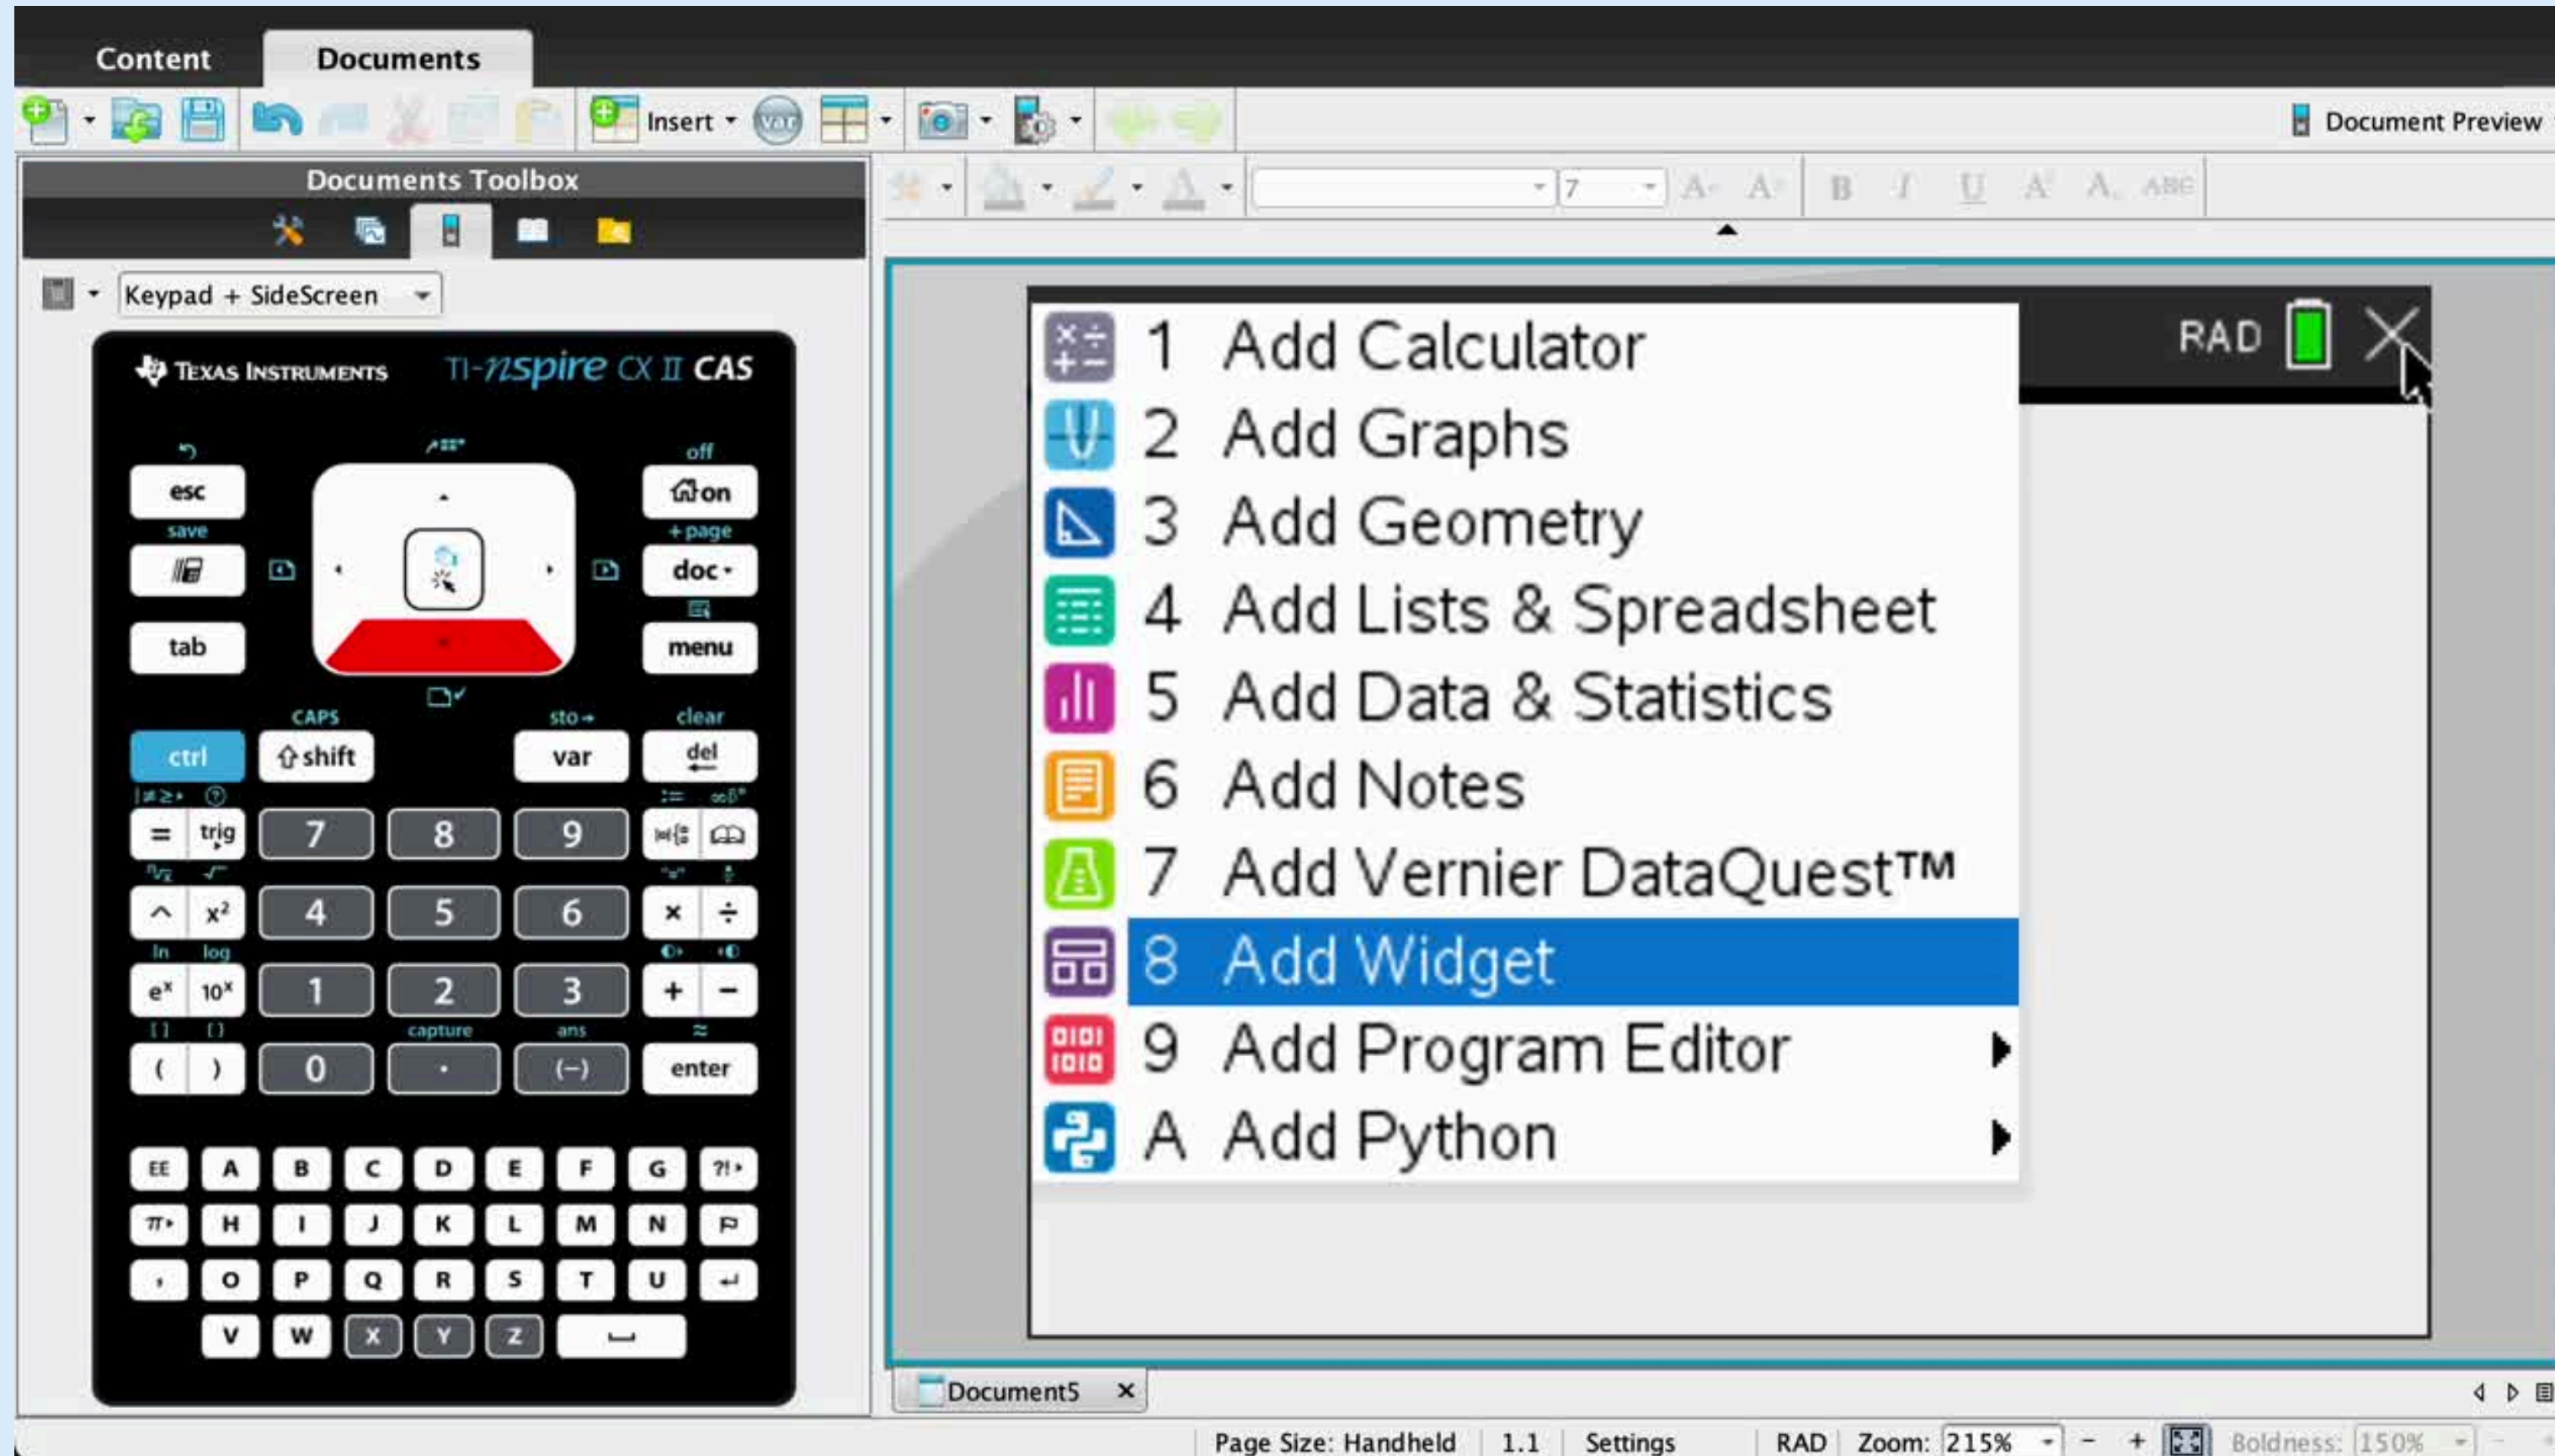 Content Documents
Insert var Document Preview
Documents Toolbox
7 A A B I U A A ABC
Keypad + SideScreen
TEXAS INSTRUMENTS TI-nspire CX II CAS
off
esc on
save +page
doc
tab menu
CAPS sto→ clear
ctrl shift var del
= trig 7 8 9
^ x² 4 5 6 × ÷
ln log
eˣ 10ˣ 1 2 3 + −
[ ] { } capture ans ≈
( ) 0 . (−) enter
EE A B C D E F G ?!
π H I J K L M N
, O P Q R S T U
V W X Y Z
RAD
1 Add Calculator
2 Add Graphs
3 Add Geometry
4 Add Lists & Spreadsheet
5 Add Data & Statistics
6 Add Notes
7 Add Vernier DataQuest™
8 Add Widget
9 Add Program Editor
A Add Python
Document5
Page Size: Handheld 1.1 Settings RAD Zoom: 215% - + Boldness: 150% - +